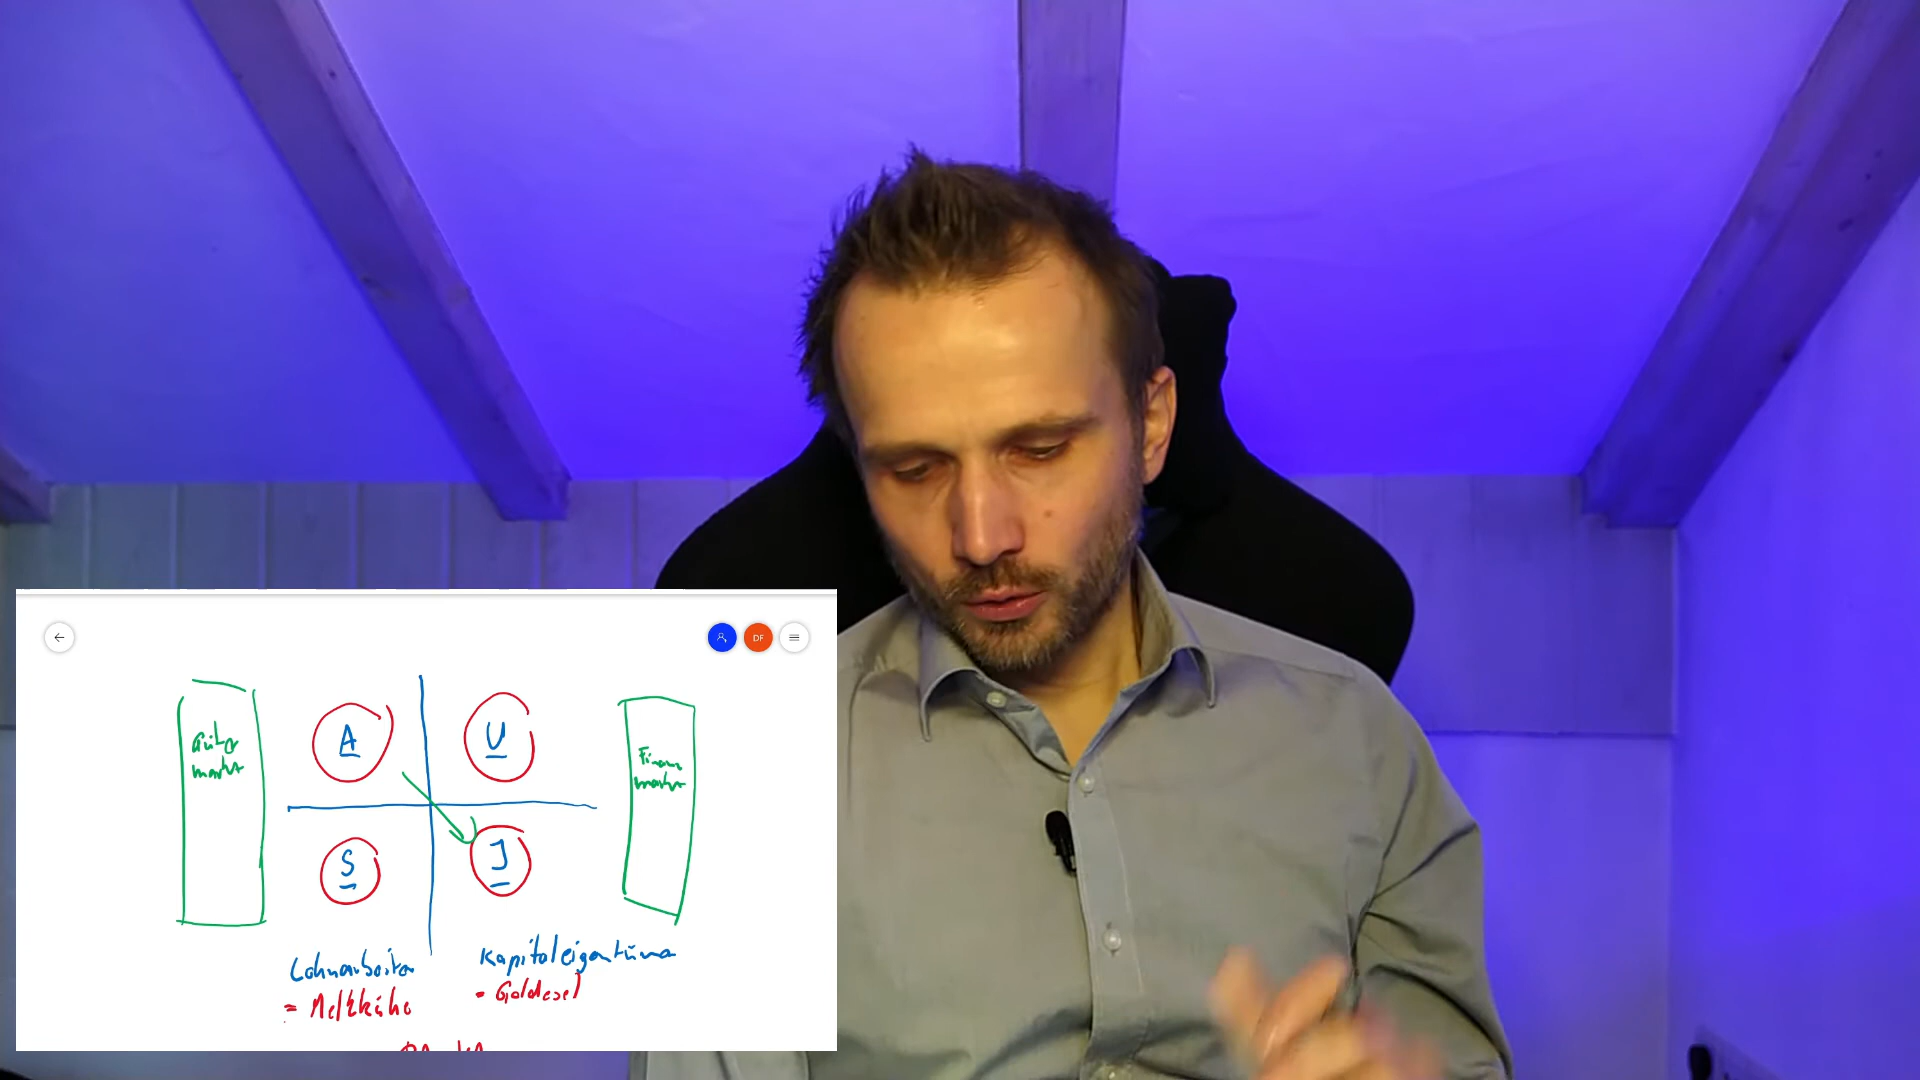 DF
Güter
markt
A
U
Finanz
markt
S
J
Lohnarbeiter
= Melkkühe
Kapitaleigentümer
= Goldesel